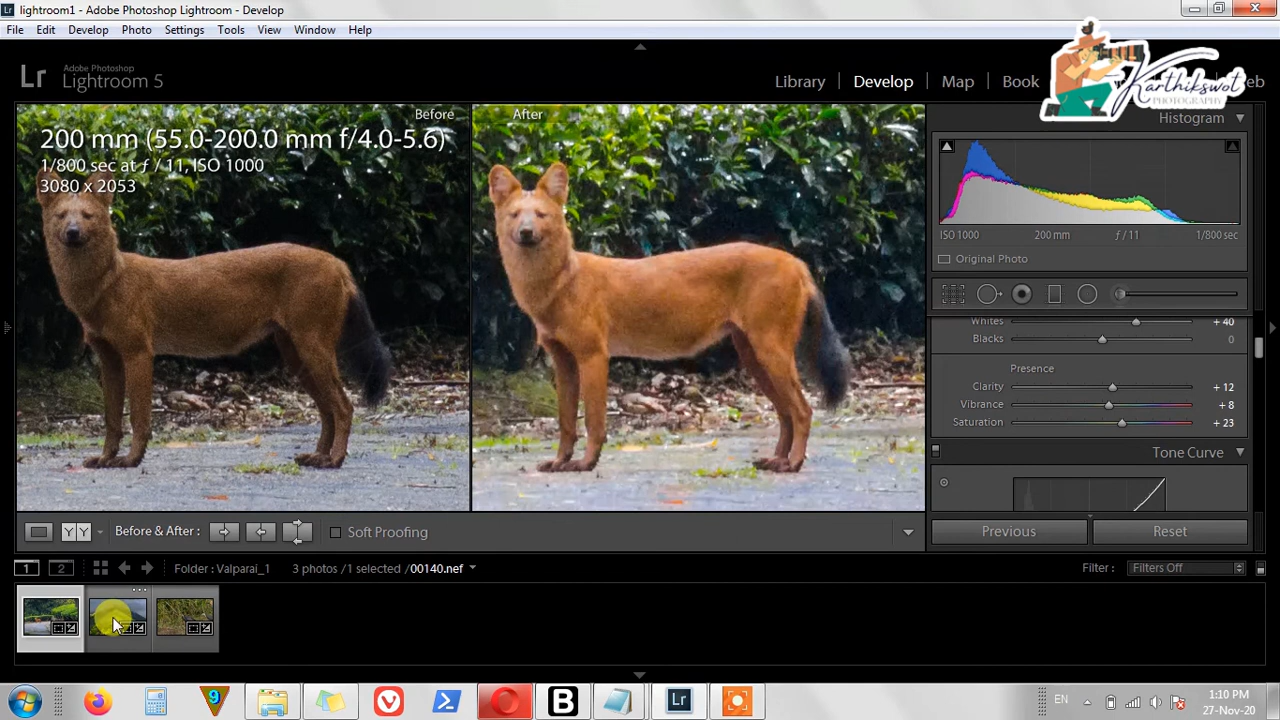 lightroom1 - Adobe Photoshop Lightroom - Develop
File Edit Develop Photo Settings Tools View Window Help
Lr Adobe Photoshop
Lightroom 5
Library Develop Map Book
Karthikswot
PHOTOGRAPHY
Histogram
Before After
200 mm (55.0-200.0 mm f/4.0-5.6)
1/800 sec at ƒ / 11, ISO 1000
3080 x 2053
ISO 1000 200 mm ƒ / 11 1/800 sec
Original Photo
Whites + 40
Blacks 0
Presence
Clarity + 12
Vibrance + 8
Saturation + 23
Tone Curve
YY Before & After : Soft Proofing
Previous Reset
1 2 Folder : Valparai_1 3 photos /1 selected /00140.nef Filter : Filters Off
9 B Lr EN
1:10 PM
27-Nov-20